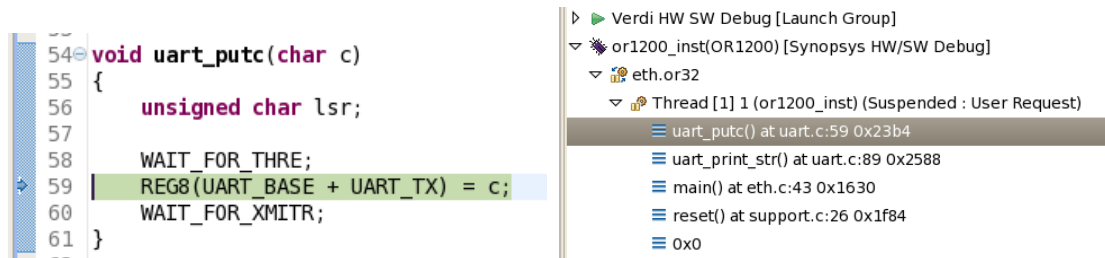 54 void uart_putc(char c)
55 {
56 unsigned char lsr;
57
58 WAIT_FOR_THRE;
59 REG8(UART_BASE + UART_TX) = c;
60 WAIT_FOR_XMITR;
61 }
Verdi HW SW Debug [Launch Group]
or1200_inst(OR1200) [Synopsys HW/SW Debug]
eth.or32
Thread [1] 1 (or1200_inst) (Suspended : User Request)
uart_putc() at uart.c:59 0x23b4
uart_print_str() at uart.c:89 0x2588
main() at eth.c:43 0x1630
reset() at support.c:26 0x1f84
0x0